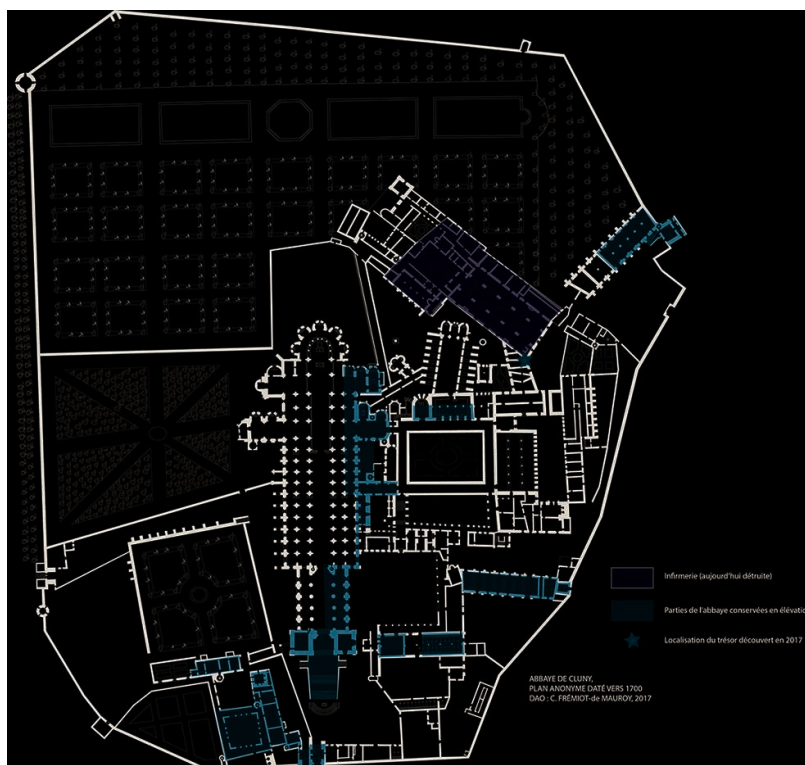 Infirmerie (aujourd'hui détruite)
Parties de l'abbaye conservées en élévatio
Localisation du trésor découvert en 2017
ABBAYE DE CLUNY,
PLAN ANONYME DATÉ VERS 1700
DAO : C. FRÉMIOT-de MAUROY, 2017